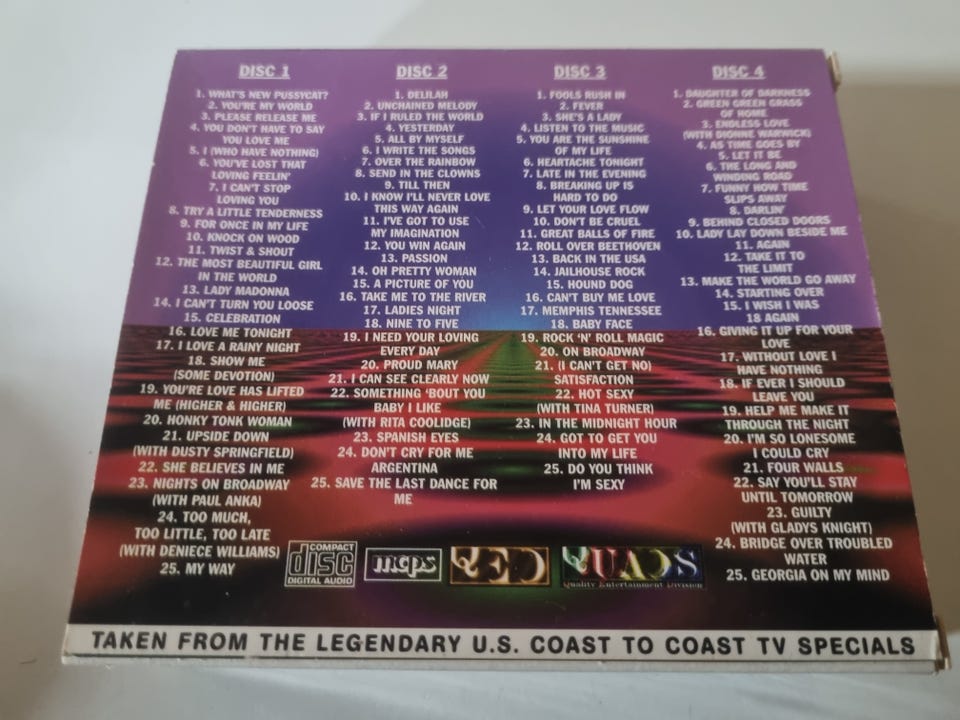 DISC 1
1. WHAT'S NEW PUSSYCAT?
2. YOU'RE MY WORLD
3. PLEASE RELEASE ME
4. YOU DON'T HAVE TO SAY
YOU LOVE ME
5. I (WHO HAVE NOTHING)
6. YOU'VE LOST THAT
LOVING FEELIN'
7. I CAN'T STOP
LOVING YOU
8. TRY A LITTLE TENDERNESS
9. FOR ONCE IN MY LIFE
10. KNOCK ON WOOD
11. TWIST & SHOUT
12. THE MOST BEAUTIFUL GIRL
IN THE WORLD
13. LADY MADONNA
14. I CAN'T TURN YOU LOOSE
15. CELEBRATION
16. LOVE ME TONIGHT
17. I LOVE A RAINY NIGHT
18. SHOW ME
(SOME DEVOTION)
19. YOU'RE LOVE HAS LIFTED
ME (HIGHER & HIGHER)
20. HONKY TONK WOMAN
21. UPSIDE DOWN
(WITH DUSTY SPRINGFIELD)
22. SHE BELIEVES IN ME
23. NIGHTS ON BROADWAY
(WITH PAUL ANKA)
24. TOO MUCH,
TOO LITTLE, TOO LATE
(WITH DENIECE WILLIAMS)
25. MY WAY
DISC 2
1. DELILAH
2. UNCHAINED MELODY
3. IF I RULED THE WORLD
4. YESTERDAY
5. ALL BY MYSELF
6. I WRITE THE SONGS
7. OVER THE RAINBOW
8. SEND IN THE CLOWNS
9. TILL THEN
10. I KNOW I'LL NEVER LOVE
THIS WAY AGAIN
11. I'VE GOT TO USE
MY IMAGINATION
12. YOU WIN AGAIN
13. PASSION
14. OH PRETTY WOMAN
15. A PICTURE OF YOU
16. TAKE ME TO THE RIVER
17. LADIES NIGHT
18. NINE TO FIVE
19. I NEED YOUR LOVING
EVERY DAY
20. PROUD MARY
21. I CAN SEE CLEARLY NOW
22. SOMETHING 'BOUT YOU
BABY I LIKE
(WITH RITA COOLIDGE)
23. SPANISH EYES
24. DON'T CRY FOR ME
ARGENTINA
25. SAVE THE LAST DANCE FOR
ME
DISC 3
1. FOOLS RUSH IN
2. FEVER
3. SHE'S A LADY
4. LISTEN TO THE MUSIC
5. YOU ARE THE SUNSHINE
OF MY LIFE
6. HEARTACHE TONIGHT
7. LATE IN THE EVENING
8. BREAKING UP IS
HARD TO DO
9. LET YOUR LOVE FLOW
10. DON'T BE CRUEL
11. GREAT BALLS OF FIRE
12. ROLL OVER BEETHOVEN
13. BACK IN THE USA
14. JAILHOUSE ROCK
15. HOUND DOG
16. CAN'T BUY ME LOVE
17. MEMPHIS TENNESSEE
18. BABY FACE
19. ROCK 'N' ROLL MAGIC
20. ON BROADWAY
21. (I CAN'T GET NO)
SATISFACTION
22. HOT SEXY
(WITH TINA TURNER)
23. IN THE MIDNIGHT HOUR
24. GOT TO GET YOU
INTO MY LIFE
25. DO YOU THINK
I'M SEXY
DISC 4
1. DAUGHTER OF DARKNESS
2. GREEN GREEN GRASS
OF HOME
3. ENDLESS LOVE
(WITH DIONNE WARWICK)
4. AS TIME GOES BY
5. LET IT BE
6. THE LONG AND
WINDING ROAD
7. FUNNY HOW TIME
SLIPS AWAY
8. DARLIN'
9. BEHIND CLOSED DOORS
10. LADY LAY DOWN BESIDE ME
11. AGAIN
12. TAKE IT TO
THE LIMIT
13. MAKE THE WORLD GO AWAY
14. STARTING OVER
15. I WISH I WAS
18 AGAIN
16. GIVING IT UP FOR YOUR
LOVE
17. WITHOUT LOVE I
HAVE NOTHING
18. IF EVER I SHOULD
LEAVE YOU
19. HELP ME MAKE IT
THROUGH THE NIGHT
20. I'M SO LONESOME
I COULD CRY
21. FOUR WALLS
22. SAY YOU'LL STAY
UNTIL TOMORROW
23. GUILTY
(WITH GLADYS KNIGHT)
24. BRIDGE OVER TROUBLED
WATER
25. GEORGIA ON MY MIND
COMPACT
disc
DIGITAL AUDIO
mcps
QED
QUADS
Quality Entertainment Division
TAKEN FROM THE LEGENDARY U.S. COAST TO COAST TV SPECIALS